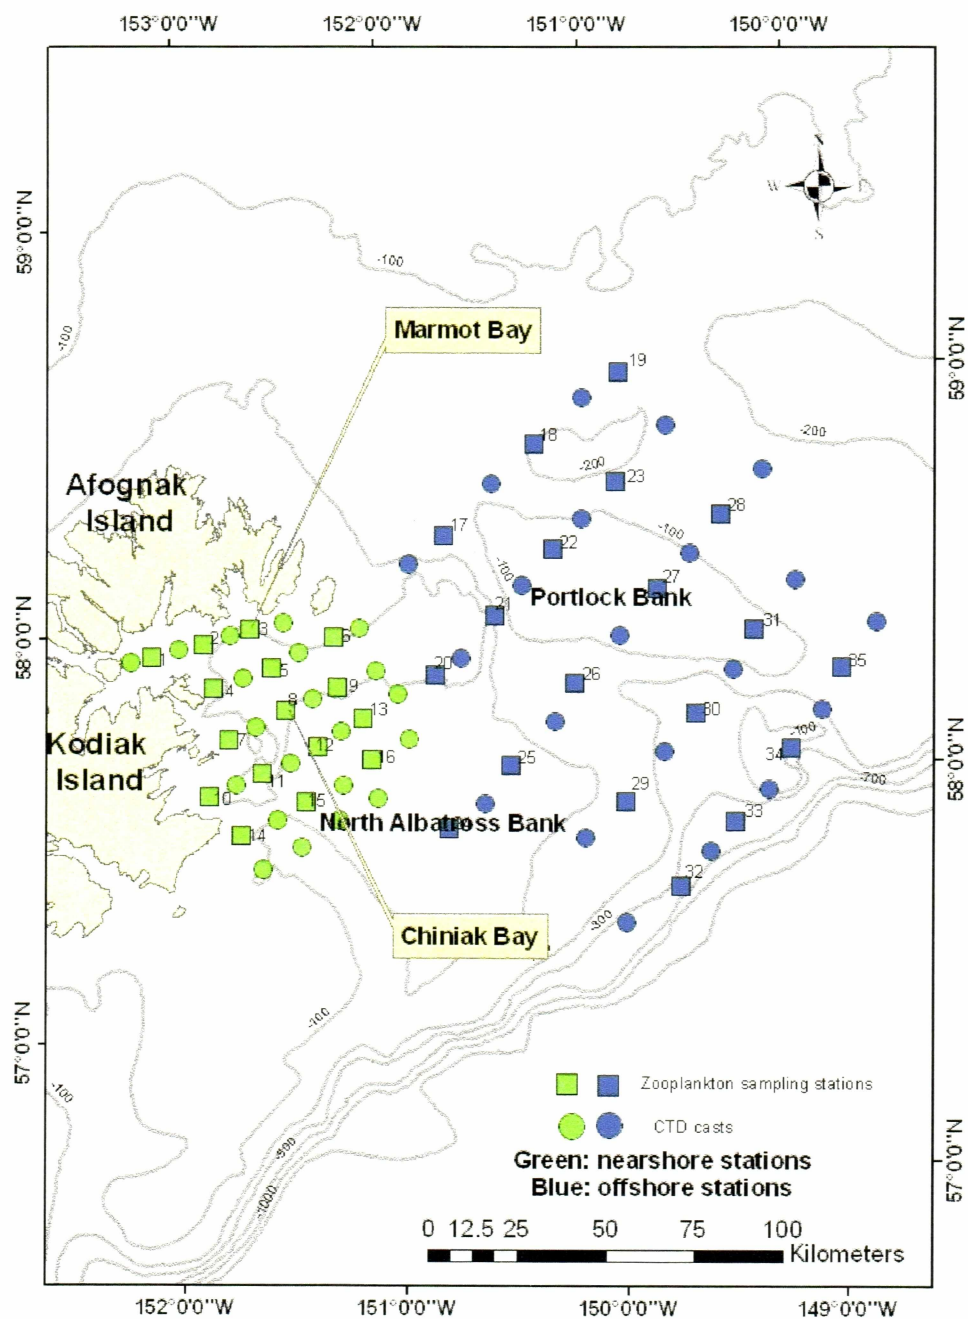 153°0'0"W 152°0'0"W 151°0'0"W 150°0'0"W
N
W
S
59°0'0"N
-100
-100
59°0'0"N
Marmot Bay
19
18
-200
-200
23
Afognak
Island
28
17
-100
22
-100
27
Portlock Bank
21
31
58°0'0"N
3
2
6
1
5
20
26
35
4
9
8
30
13
-100
Kodiak
Island
7
12
34
16
25
58°0'0"N
-700
11
10
15
29
33
North Albatross Bank
14
32
-300
Chiniak Bay
-100
57°0'0"N
-100
Zooplankton sampling stations
CTD casts
Green: nearshore stations
Blue: offshore stations
57°0'0"N
-1000
0 12.5 25 50 75 100
Kilometers
152°0'0"W 151°0'0"W 150°0'0"W 149°0'0"W